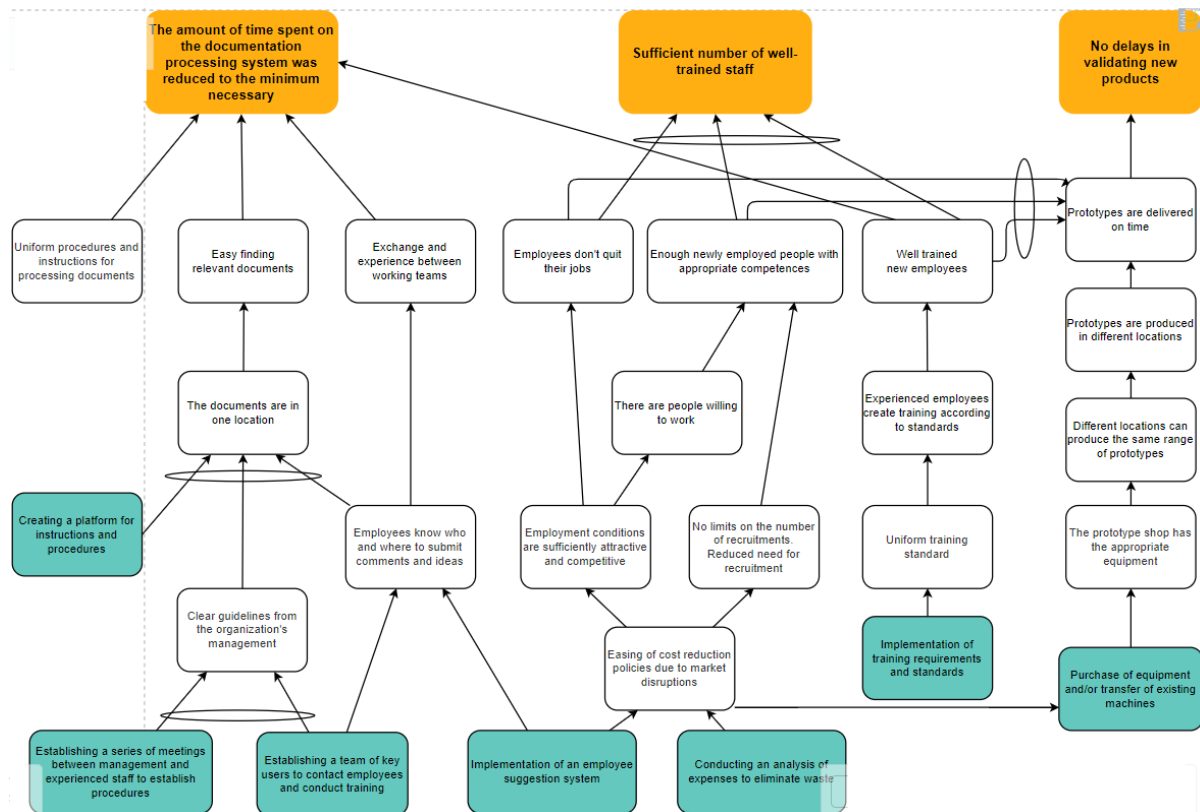 The amount of time spent on
the documentation
processing system was
reduced to the minimum
necessary
Sufficient number of well-
trained staff
No delays in
validating new
products
Uniform procedures and
instructions for
processing documents
Easy finding
relevant documents
Exchange and
experience between
working teams
Employees don't quit
their jobs
Enough newly employed people with
appropriate competences
Well trained
new employees
Prototypes are delivered
on time
Prototypes are produced
in different locations
The documents are in
one location
There are people willing
to work
Experienced employees
create training according
to standards
Different locations can
produce the same range
of prototypes
Creating a platform for
instructions and
procedures
Employees know who
and where to submit
comments and ideas
Employment conditions
are sufficiently attractive
and competitive
No limits on the number
of recruitments.
Reduced need for
recruitment
Uniform training
standard
The prototype shop has
the appropriate
equipment
Clear guidelines from
the organization's
management
Easing of cost reduction
policies due to market
disruptions
Implementation of
training requirements
and standards
Purchase of equipment
and/or transfer of existing
machines
Establishing a series of meetings
between management and
experienced staff to establish
procedures
Establishing a team of key
users to contact employees
and conduct training
Implementation of an employee
suggestion system
Conducting an analysis of
expenses to eliminate waste